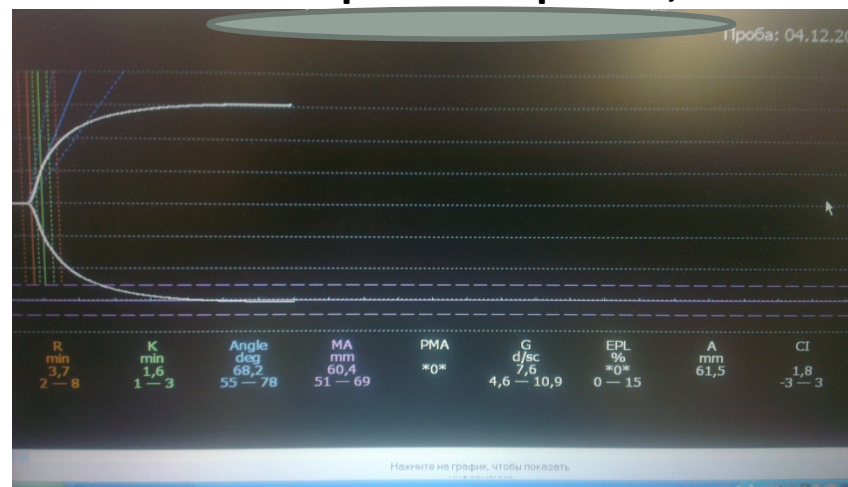 Проба: 04.12.20
R K Angle MA PMA G EPL A CI
min min deg mm d/sc % mm
3,7 1,6 68,2 60,4 *0* 7,6 *0* 61,5 1,8
2 — 8 1 — 3 55 — 78 51 — 69 4,6 — 10,9 0 — 15 -3 — 3
Нажмите на график, чтобы показать